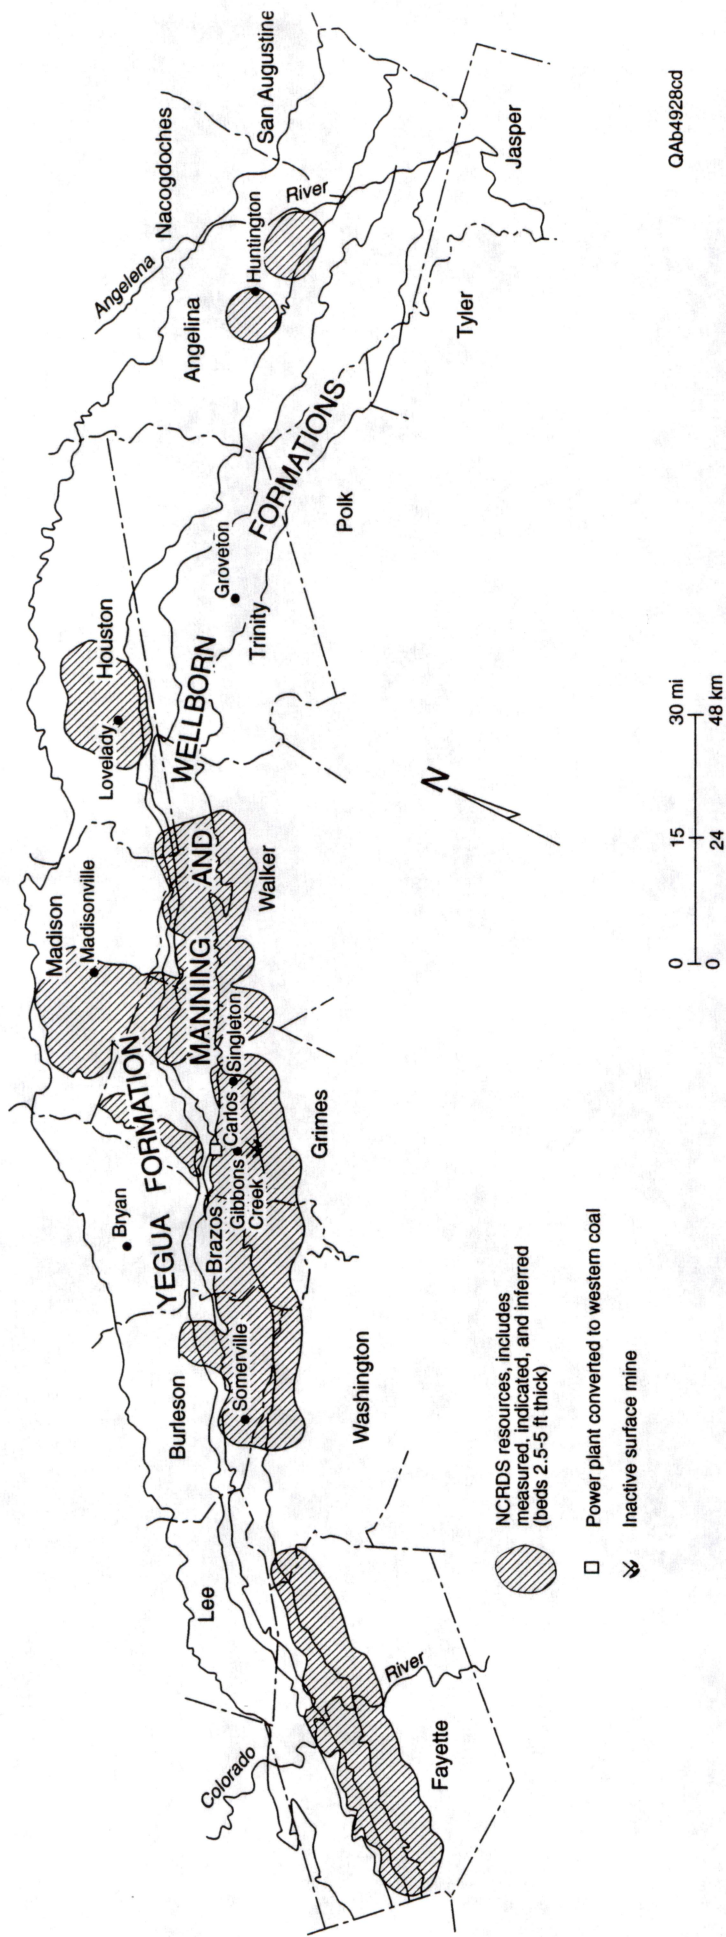 San Augustine
Nacogdoches
Angelena
River
Huntington
Angelina
Jasper
Tyler
YEGUA FORMATION
MANNING AND WELLBORN FORMATIONS
Polk
Groveton
Trinity
Houston
Lovelady
Walker
Madison
Madisonville
Singleton
Carlos
Gibbons
Creek
Grimes
Bryan
Brazos
Somerville
Burleson
Washington
Lee
Colorado
River
Fayette
N
0 15 30 mi
0 24 48 km
NCRDS resources, includes
measured, indicated, and inferred
(beds 2.5-5 ft thick)
Power plant converted to western coal
Inactive surface mine
QAb4928cd